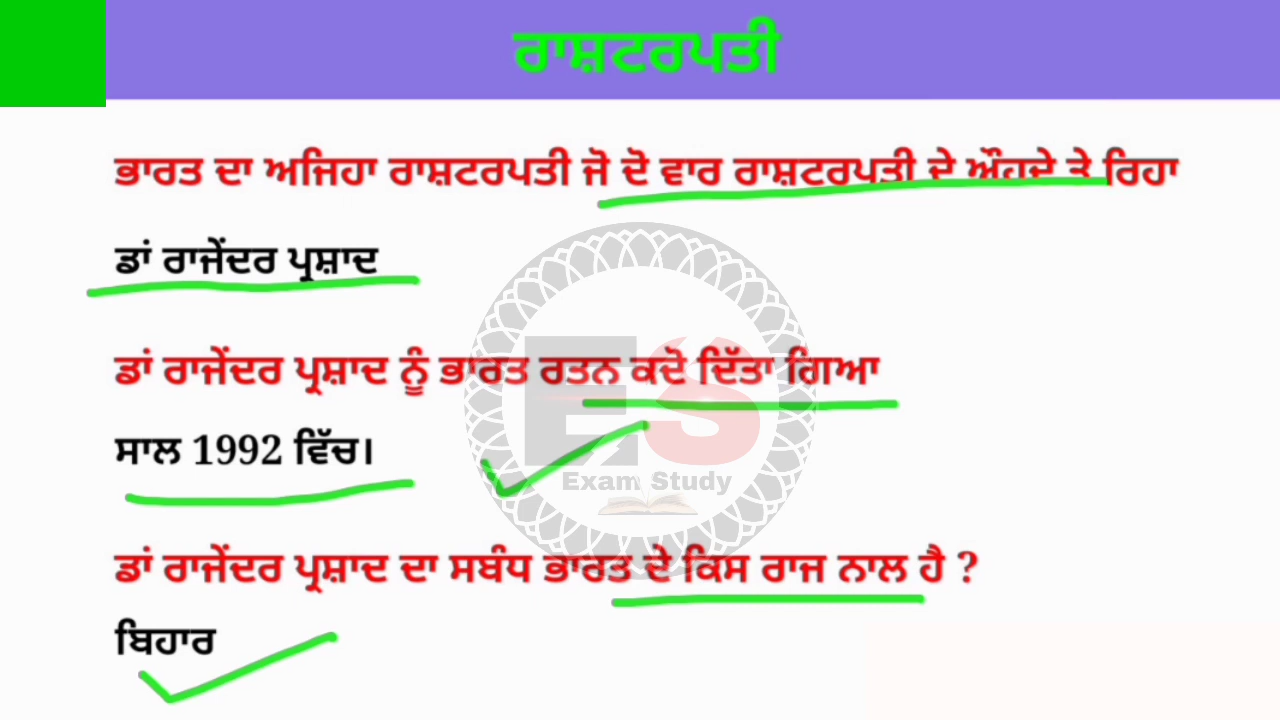 ਰਾਸ਼ਟਰਪਤੀ
ਭਾਰਤ ਦਾ ਅਜਿਹਾ ਰਾਸ਼ਟਰਪਤੀ ਜੋ ਦੋ ਵਾਰ ਰਾਸ਼ਟਰਪਤੀ ਦੇ ਔਹਦੇ ਤੇ ਰਿਹਾ
ਡਾਂ ਰਾਜੇਂਦਰ ਪ੍ਰਸ਼ਾਦ
ਡਾਂ ਰਾਜੇਂਦਰ ਪ੍ਰਸ਼ਾਦ ਨੂੰ ਭਾਰਤ ਰਤਨ ਕਦੋ ਦਿੱਤਾ ਗਿਆ
ਸਾਲ 1992 ਵਿੱਚ।
ES
Exam Study
ਡਾਂ ਰਾਜੇਂਦਰ ਪ੍ਰਸ਼ਾਦ ਦਾ ਸਬੰਧ ਭਾਰਤ ਦੇ ਕਿਸ ਰਾਜ ਨਾਲ ਹੈ ?
ਬਿਹਾਰ